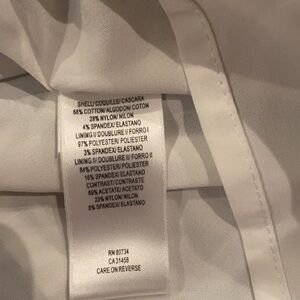 SHELL/COQUILLE/CASCARA
68% COTTON/ALGODON/COTON
28% NYLON/NILON
4% SPANDEX/ELASTANO
LINING I/ DOUBLURE I/ FORRO I
97% POLYESTER/POLIESTER
3% SPANDEX/ELASTANO
LINING II/ DOUBLURE II/ FORRO II
84% POLYESTER/POLIESTER
16% SPANDEX/ELASTANO
CONTRAST/CONTRASTE
69% ACETATE/ACETATO
23% NYLON/NILON
8% SPANDEX/ELASTANO
RN 80734
CA 31458
CARE ON REVERSE